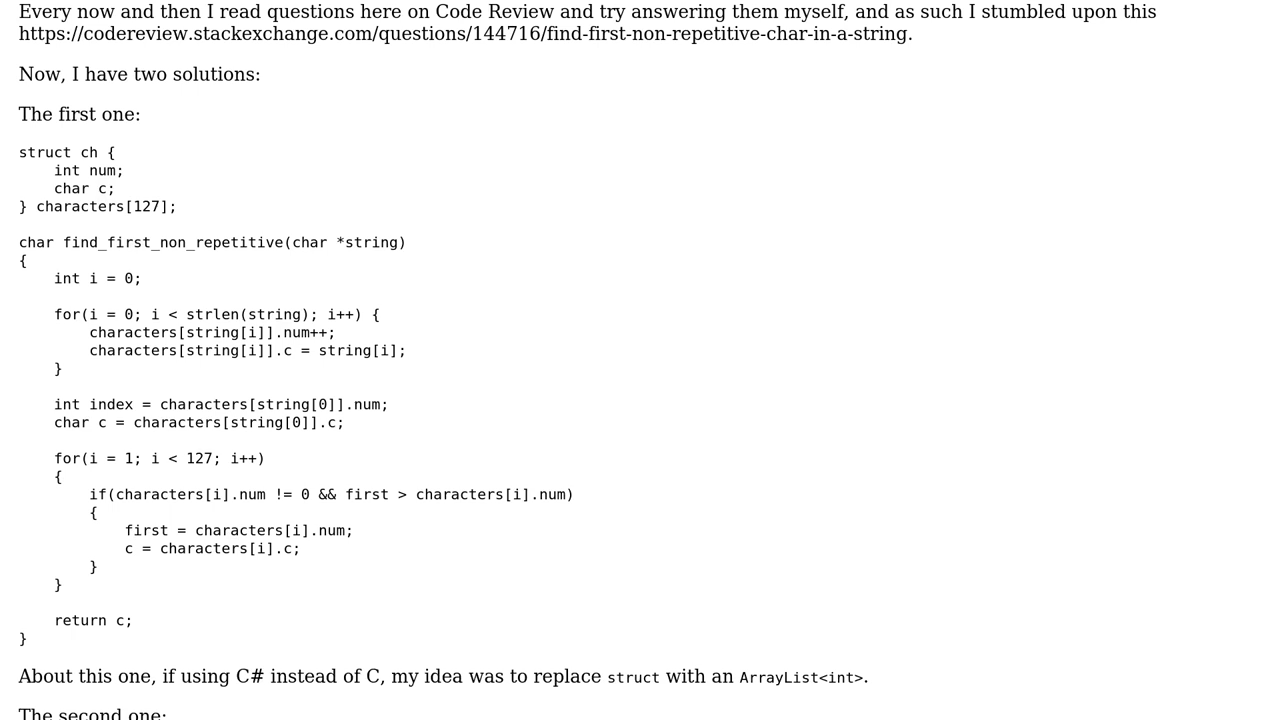 Every now and then I read questions here on Code Review and try answering them myself, and as such I stumbled upon this
https://codereview.stackexchange.com/questions/144716/find-first-non-repetitive-char-in-a-string.
Now, I have two solutions:
The first one:
struct ch {
    int num;
    char c;
} characters[127];
char find_first_non_repetitive(char *string)
{
    int i = 0;
    for(i = 0; i < strlen(string); i++) {
        characters[string[i]].num++;
        characters[string[i]].c = string[i];
    }
    int index = characters[string[0]].num;
    char c = characters[string[0]].c;
    for(i = 1; i < 127; i++)
    {
        if(characters[i].num != 0 && first > characters[i].num)
        {
            first = characters[i].num;
            c = characters[i].c;
        }
    }
    return c;
}
About this one, if using C# instead of C, my idea was to replace struct with an ArrayList<int>.
The second one: